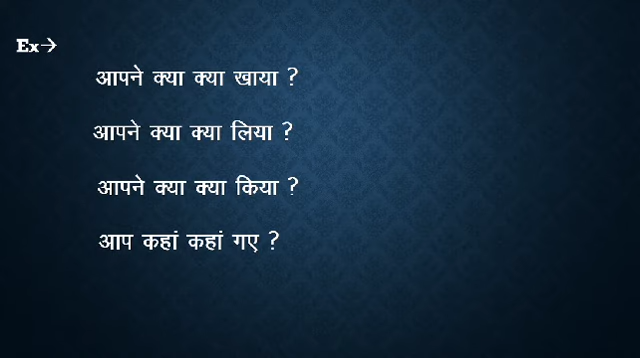 Ex→
आपने क्या क्या खाया ?
आपने क्या क्या लिया ?
आपने क्या क्या किया ?
आप कहां कहां गए ?